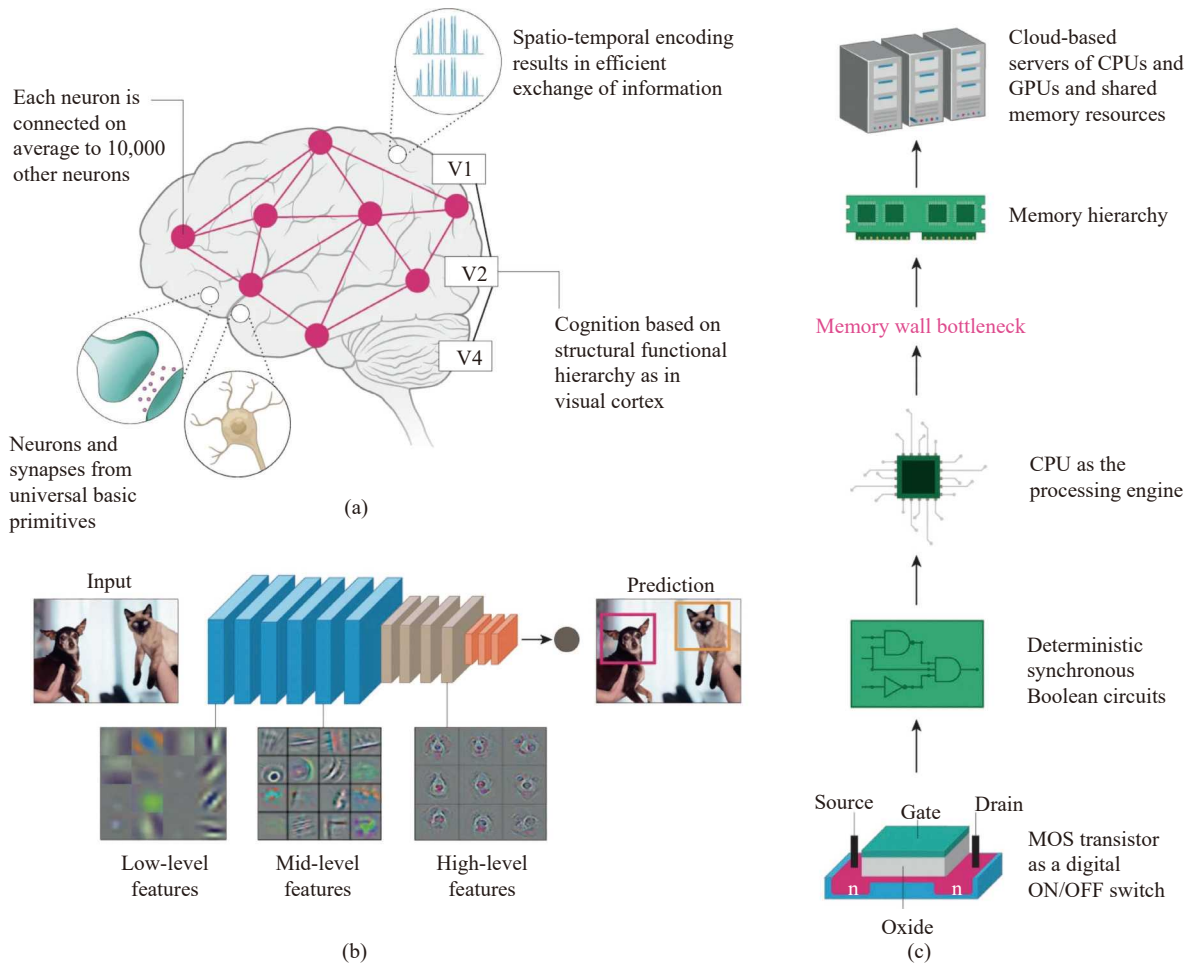 Spatio-temporal encoding
results in efficient
exchange of information
Each neuron is
connected on
average to 10,000
other neurons
V1
V2
V4
Cognition based on
structural functional
hierarchy as in
visual cortex
Neurons and
synapses from
universal basic
primitives
(a)
Input
Prediction
Low-level
features
Mid-level
features
High-level
features
(b)
Cloud-based
servers of CPUs and
GPUs and shared
memory resources
Memory hierarchy
Memory wall bottleneck
CPU as the
processing engine
Deterministic
synchronous
Boolean circuits
Source
Gate
Drain
MOS transistor
as a digital
ON/OFF switch
n
n
Oxide
(c)